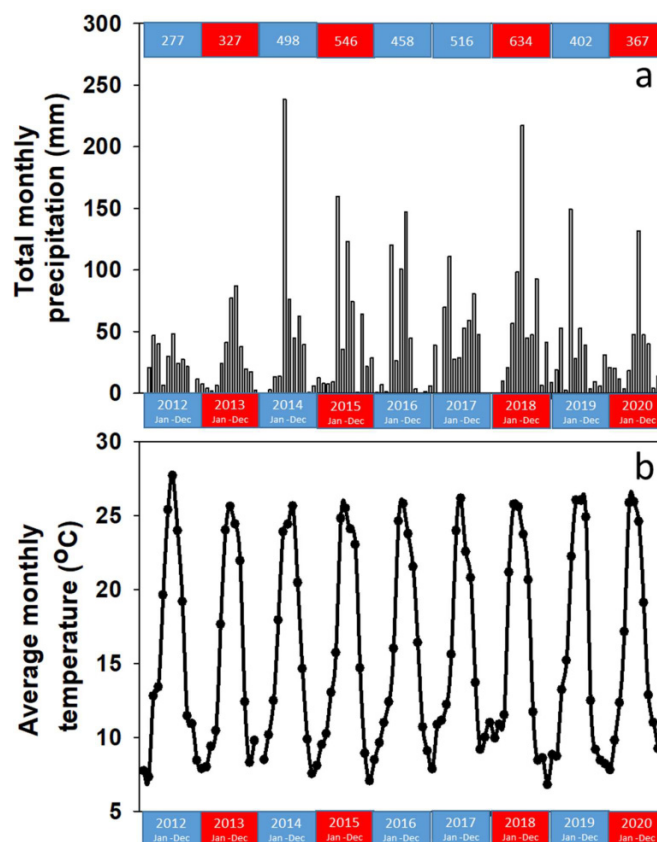 300
250
200
150
100
50
0
Total monthly
precipitation (mm)
277 327 498 546 458 516 634 402 367
a
2012 2013 2014 2015 2016 2017 2018 2019 2020
Jan -Dec Jan -Dec Jan -Dec Jan -Dec Jan -Dec Jan -Dec Jan -Dec Jan -Dec Jan -Dec
30
25
20
15
10
5
Average monthly
temperature (ºC)
b
2012 2013 2014 2015 2016 2017 2018 2019 2020
Jan -Dec Jan -Dec Jan -Dec Jan -Dec Jan -Dec Jan -Dec Jan -Dec Jan -Dec Jan -Dec